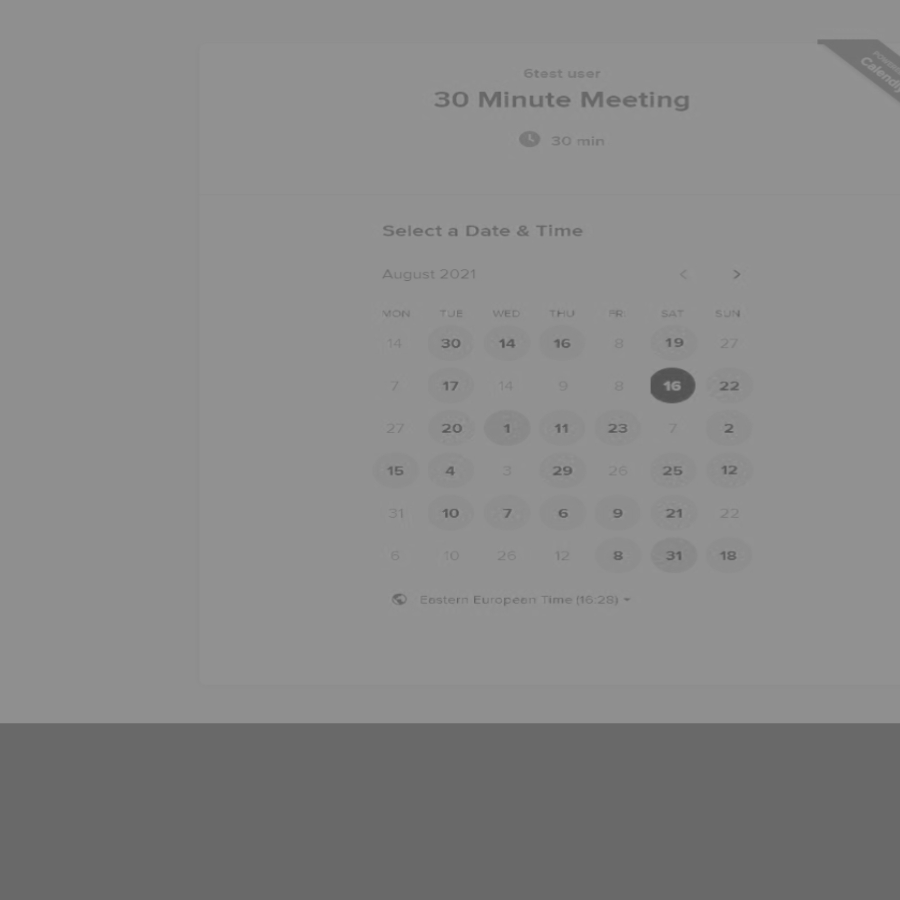 6test user
30 Minute Meeting
30 min
Calendly
Select a Date & Time
August 2021
MON TUE WED THU FRI SAT SUN
14 30 14 16 8 19 27
7 17 14 9 8 16 22
27 20 1 11 23 7 2
15 4 3 29 26 25 12
31 10 7 6 9 21 22
6 10 26 12 8 31 18
Eastern European Time (16:28)